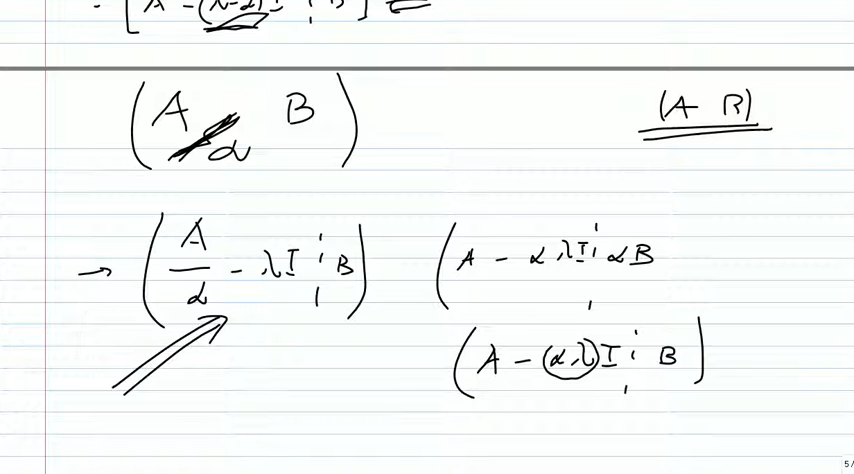 [A - (λ-α)I ⋮ B]
(A/α B) (A B)
→ (A/α - λI ⋮ B) (A - αλI ⋮ αB
(A - (αλ)I ⋮ B)
5/